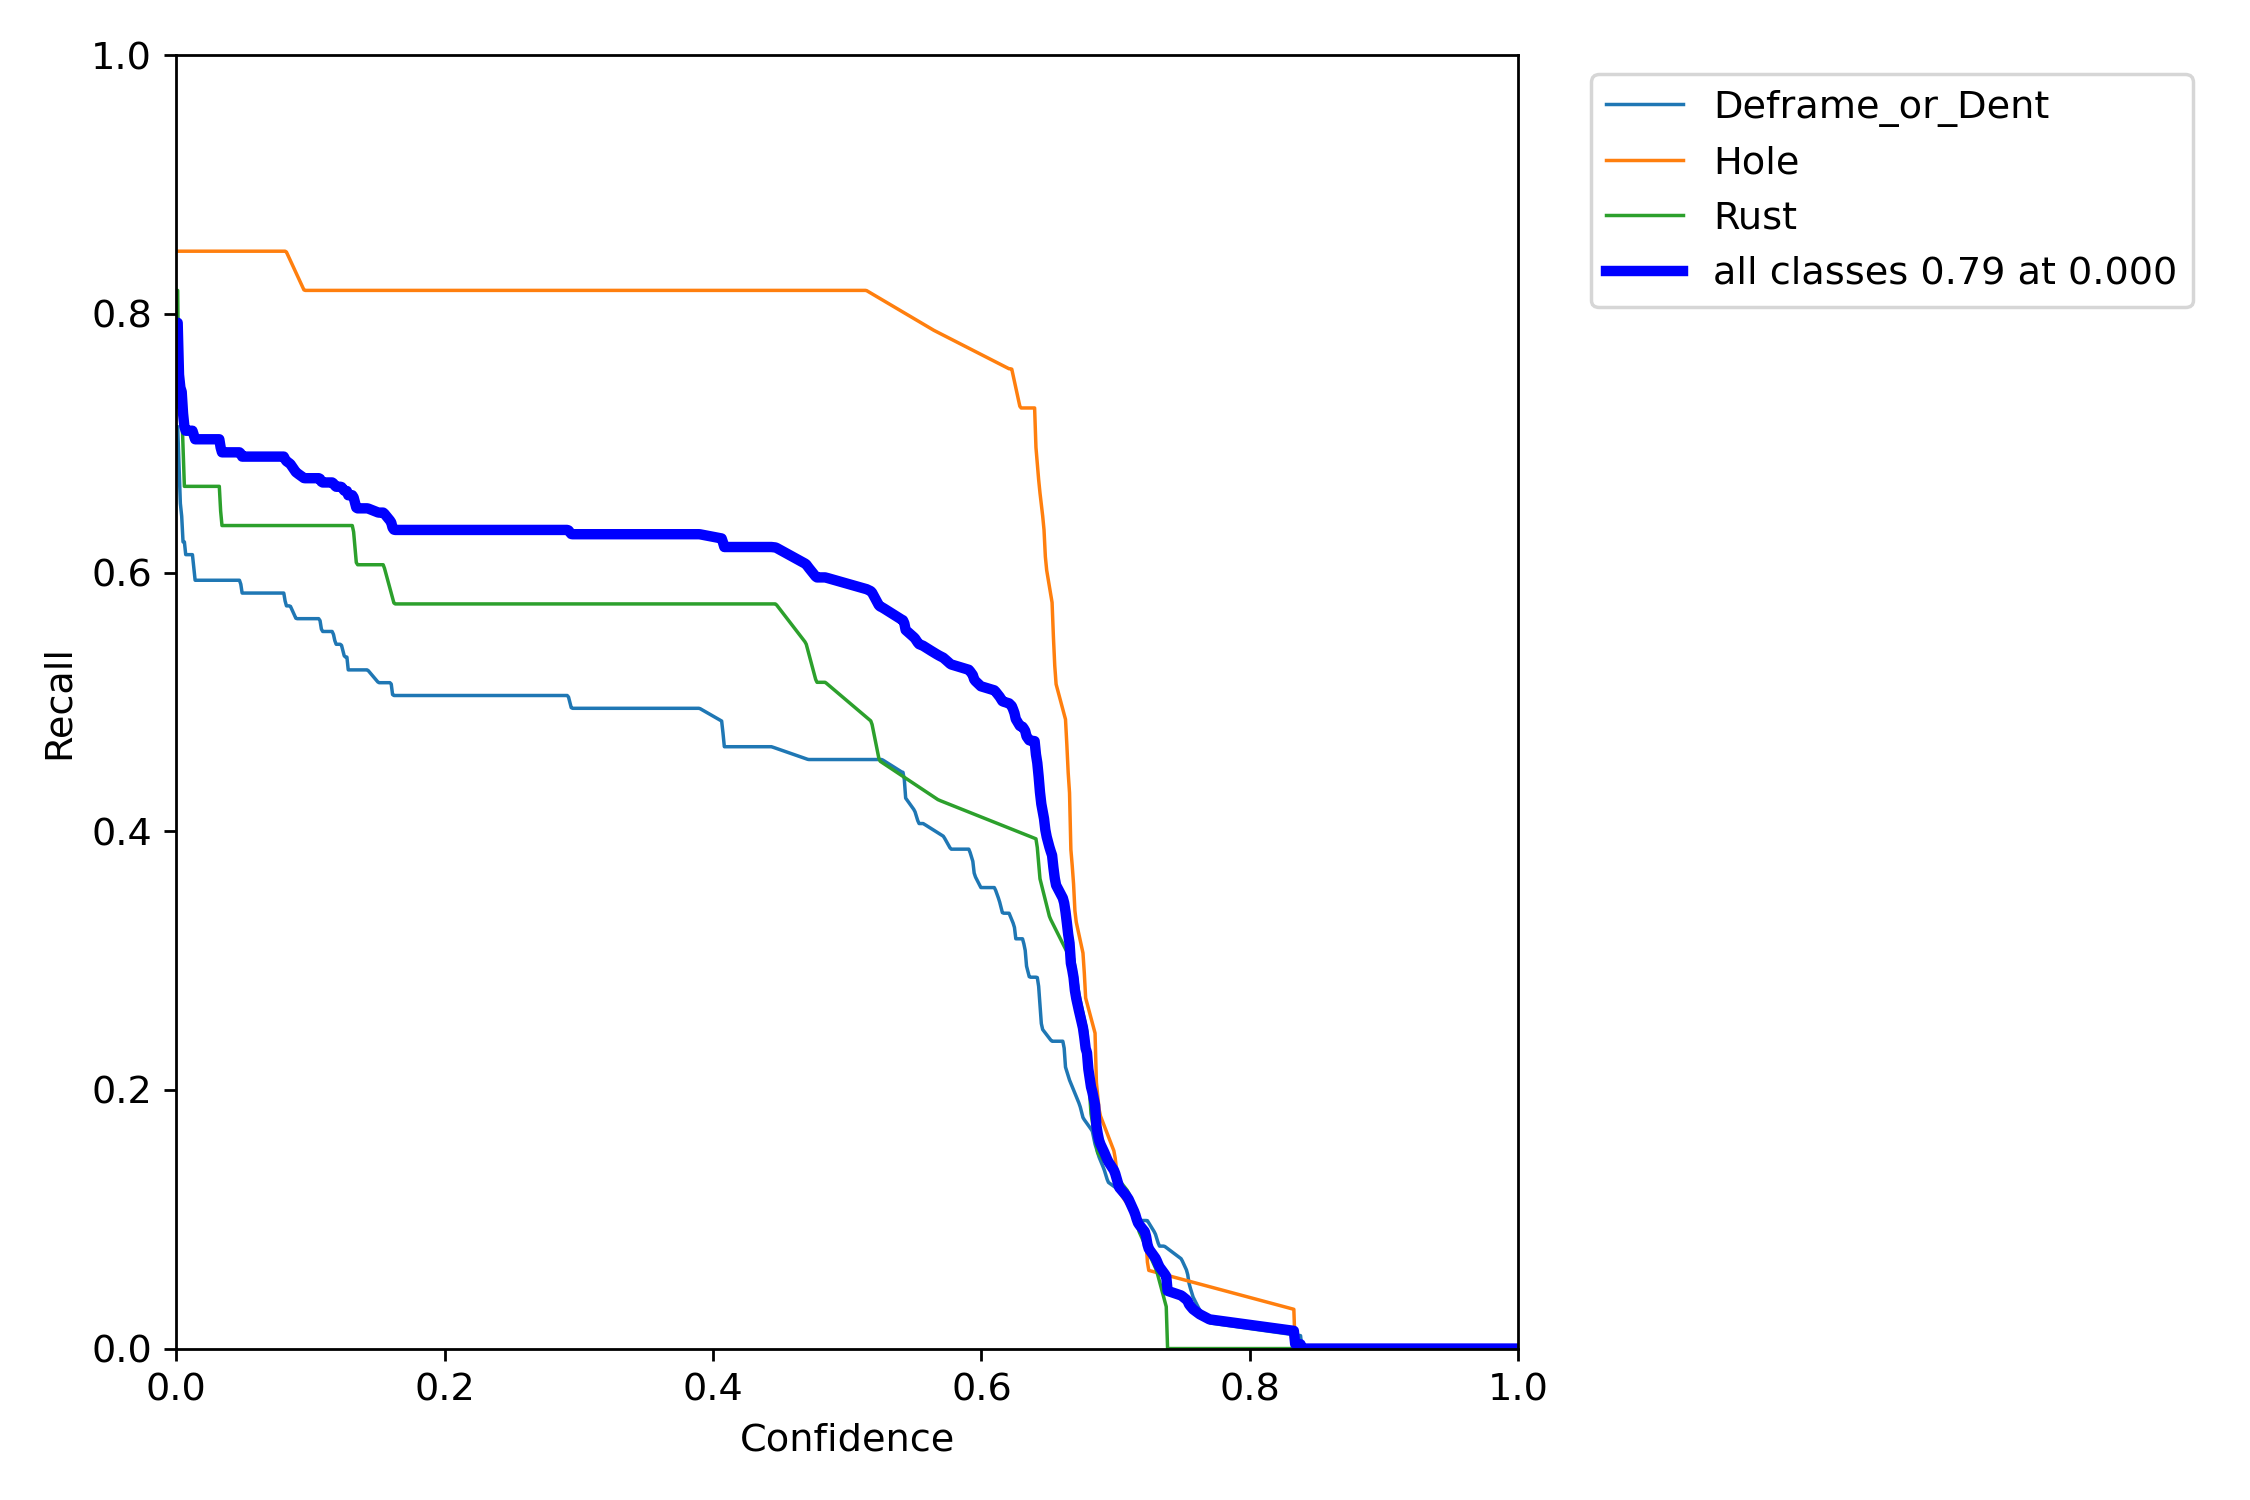 1.0
0.8
0.6
0.4
0.2
0.0
Recall
0.0 0.2 0.4 0.6 0.8 1.0
Confidence
Deframe_or_Dent
Hole
Rust
all classes 0.79 at 0.000